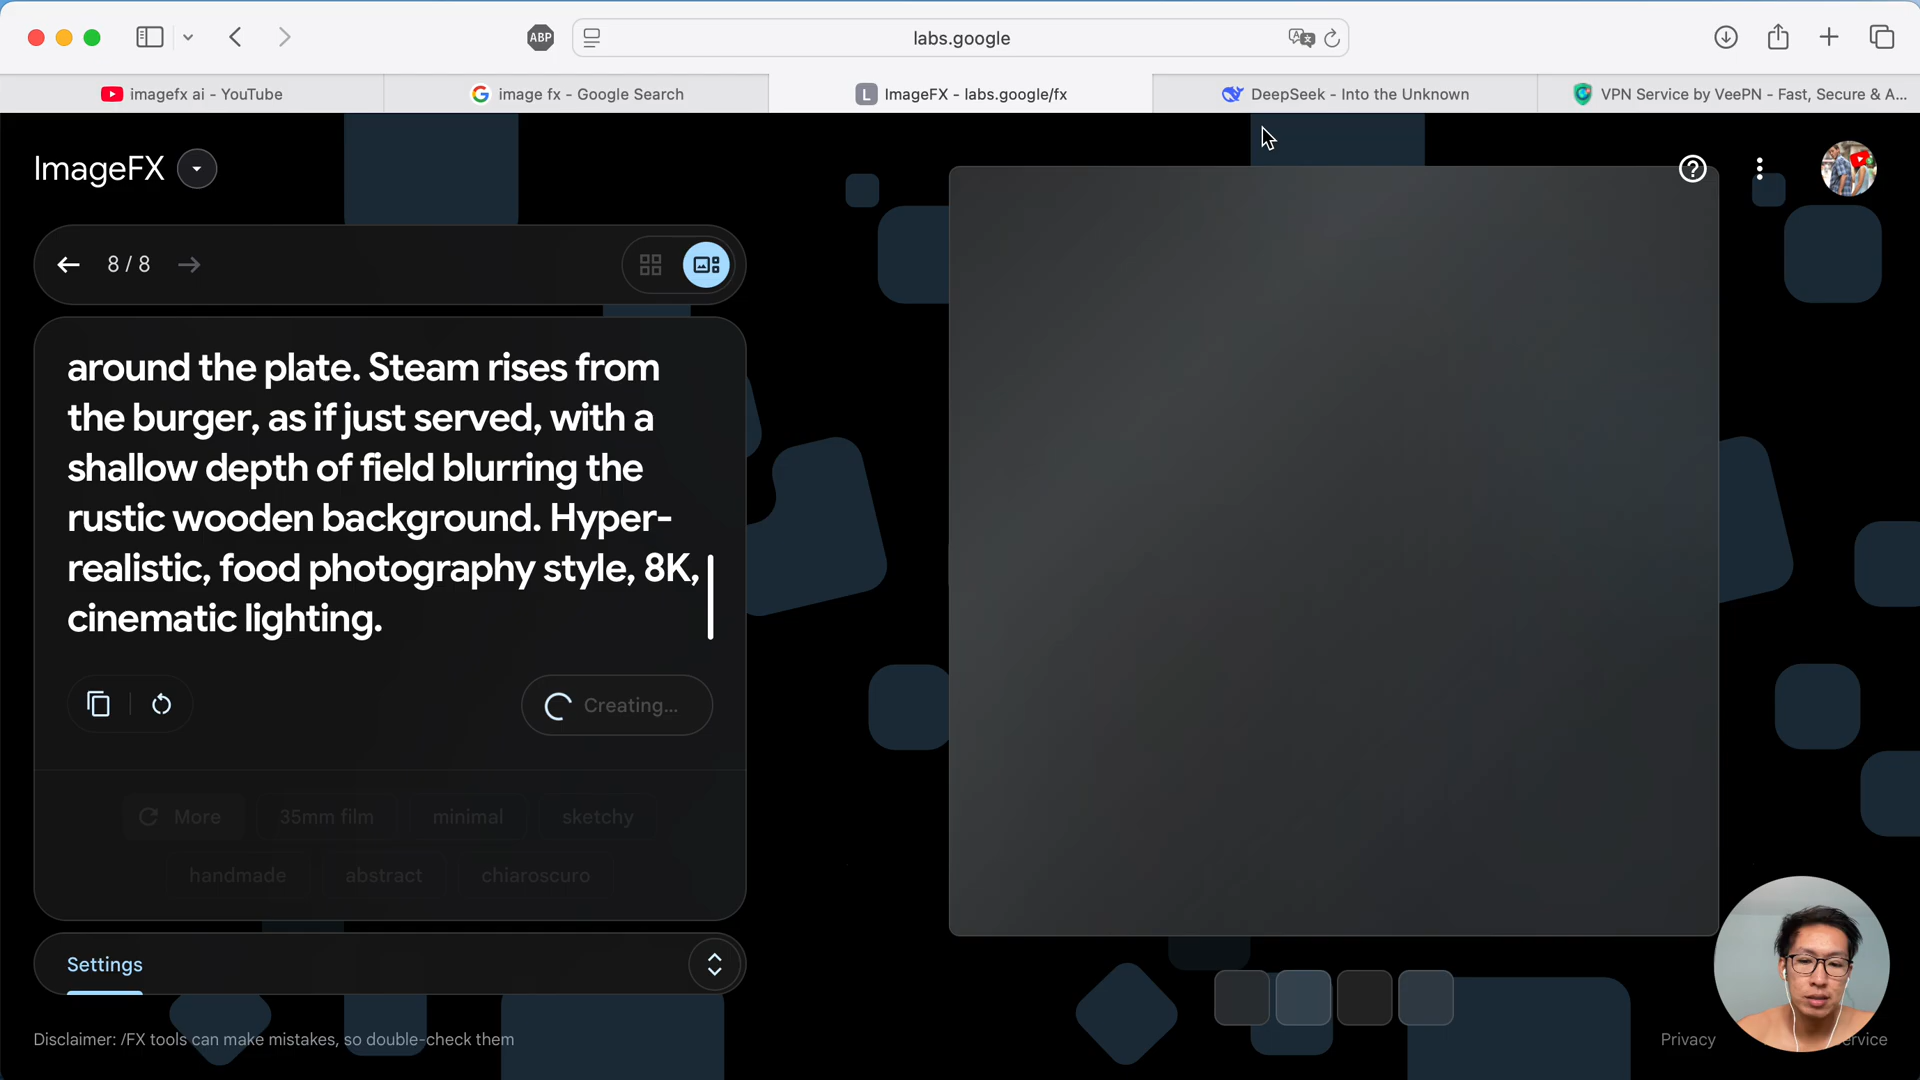 ABP
labs.google
imagefx ai - YouTube
image fx - Google Search
L
ImageFX - labs.google/fx
DeepSeek - Into the Unknown
VPN Service by VeePN - Fast, Secure & A...
ImageFX
8 / 8
around the plate. Steam rises from
the burger, as if just served, with a
shallow depth of field blurring the
rustic wooden background. Hyper-
realistic, food photography style, 8K,
cinematic lighting.
Creating...
More
35mm film
minimal
sketchy
handmade
abstract
chiaroscuro
Settings
Disclaimer: /FX tools can make mistakes, so double-check them
Privacy